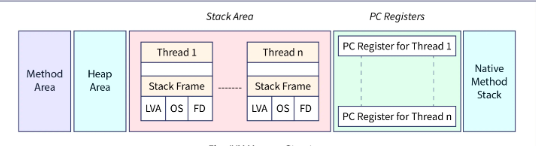 Stack Area
PC Registers
Method
Area
Heap
Area
Thread 1
Stack Frame
LVA OS FD
-------
Thread n
Stack Frame
LVA OS FD
PC Register for Thread 1
PC Register for Thread n
Native
Method
Stack